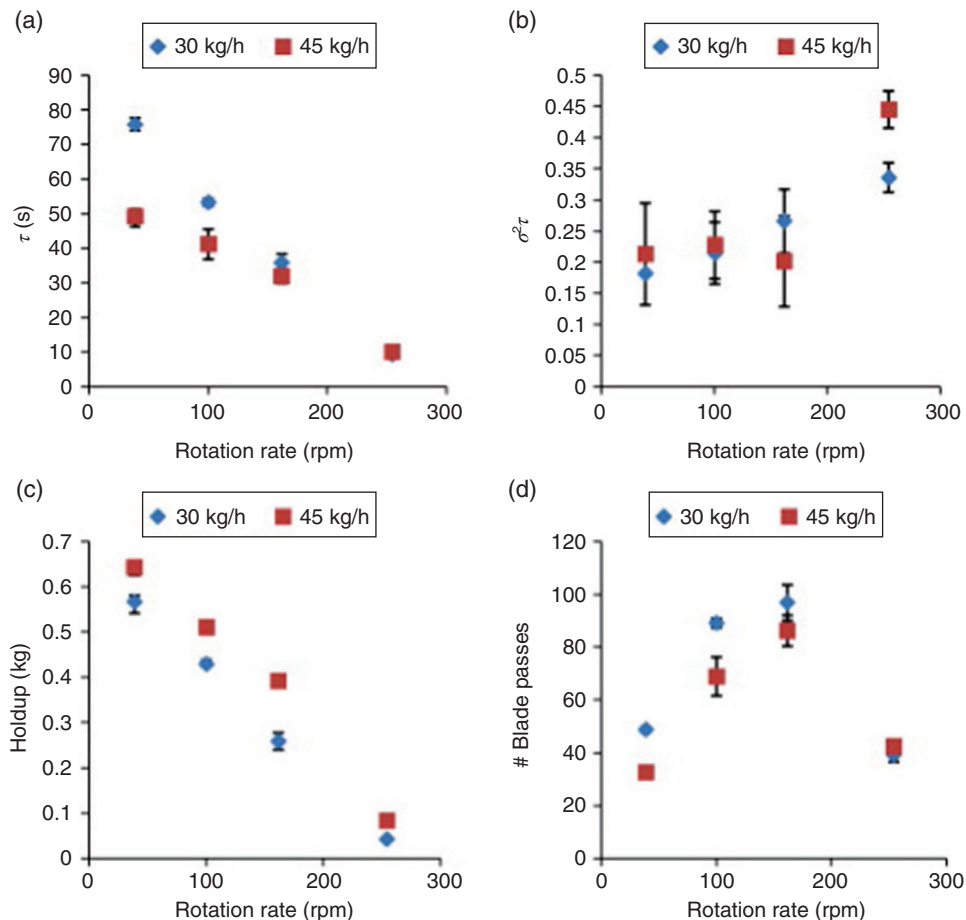 (a)
30 kg/h 45 kg/h
90
80
70
60
50
40
30
20
10
0
τ (s)
0 100 200 300
Rotation rate (rpm)
(b)
30 kg/h 45 kg/h
0.5
0.45
0.4
0.35
0.3
0.25
0.2
0.15
0.1
0.05
0
σ²τ
0 100 200 300
Rotation rate (rpm)
(c)
30 kg/h 45 kg/h
0.7
0.6
0.5
0.4
0.3
0.2
0.1
0
Holdup (kg)
0 100 200 300
Rotation rate (rpm)
(d)
30 kg/h 45 kg/h
120
100
80
60
40
20
0
# Blade passes
0 100 200 300
Rotation rate (rpm)